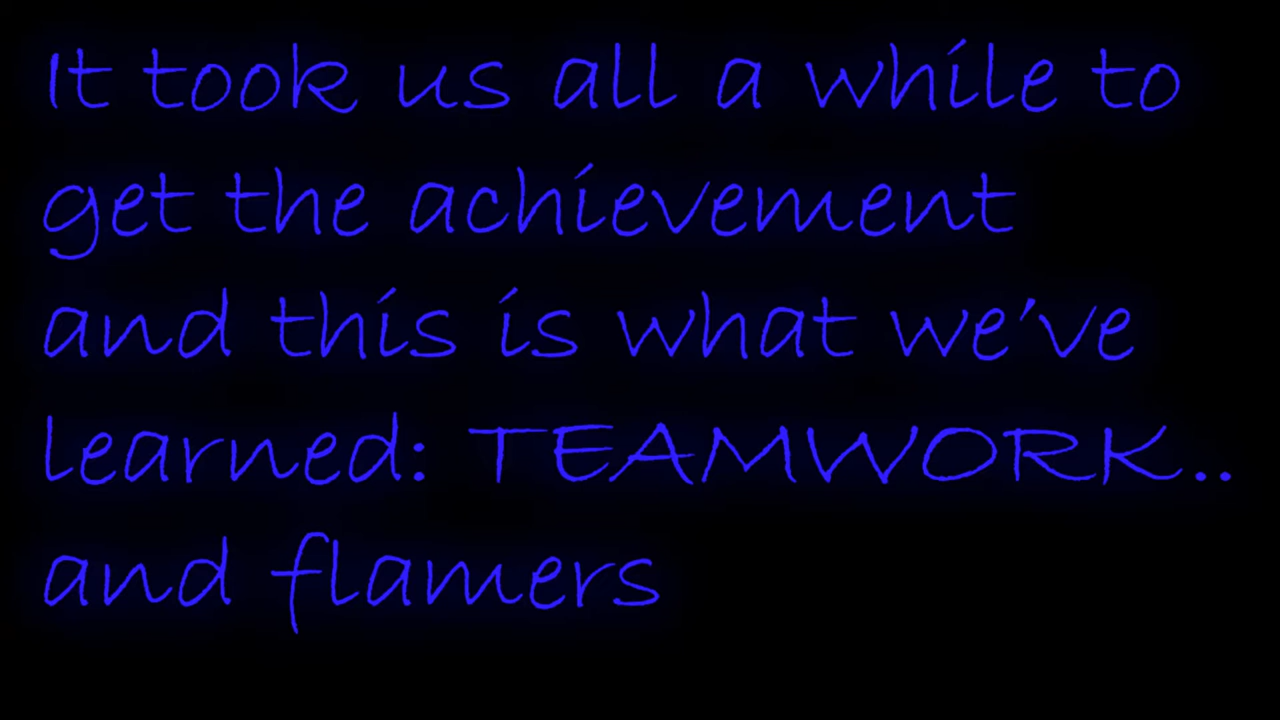 It took us all a while to
get the achievement
and this is what we've
learned: TEAMWORK..
and flamers